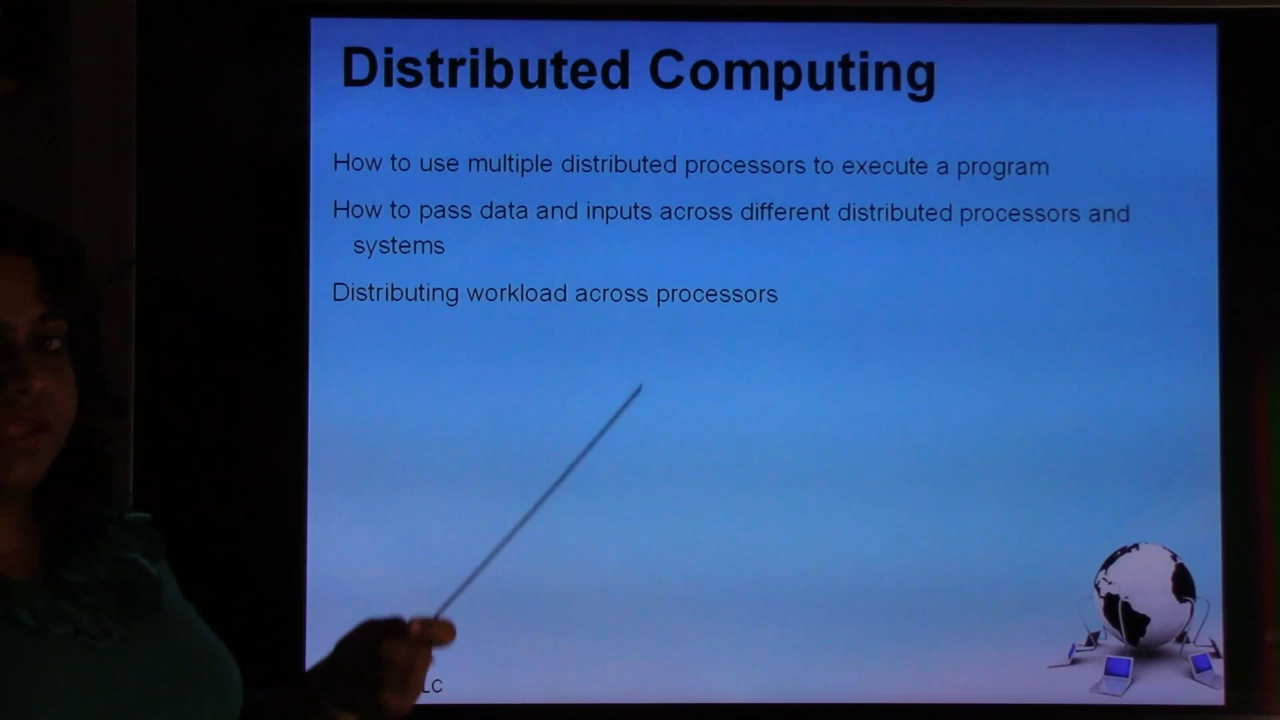 Distributed Computing
How to use multiple distributed processors to execute a program
How to pass data and inputs across different distributed processors and
systems
Distributing workload across processors
LC